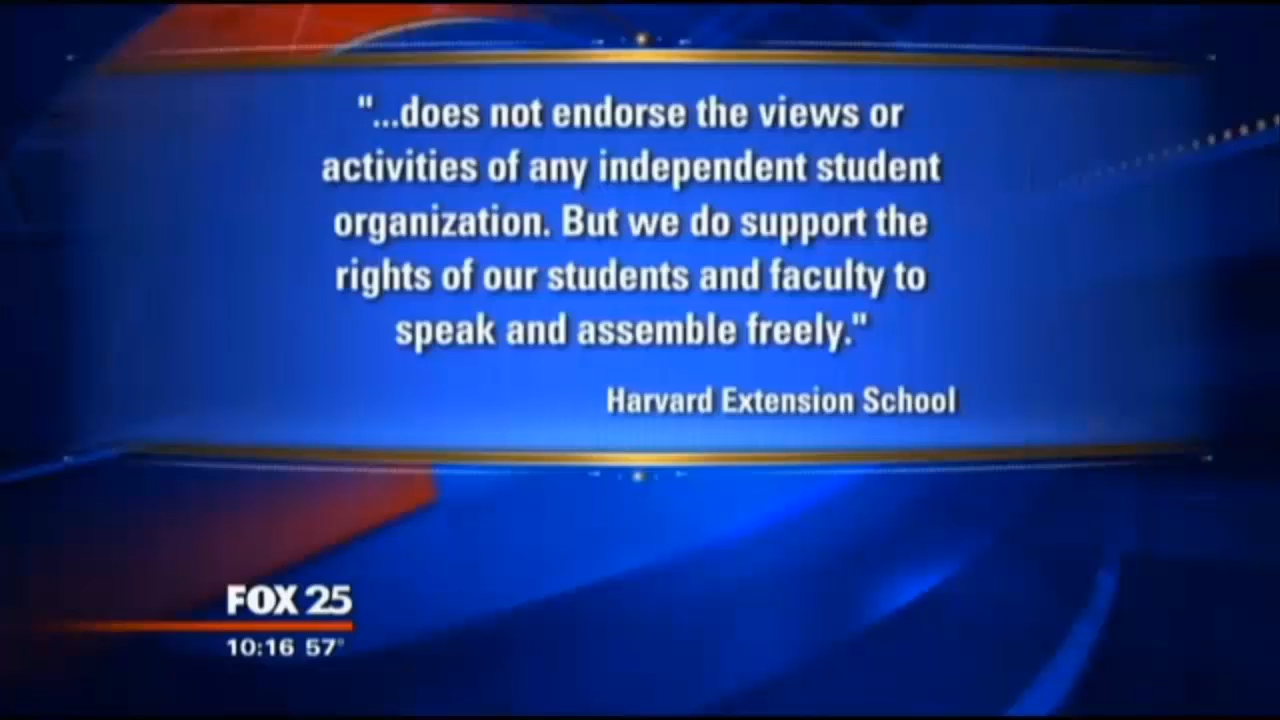 "...does not endorse the views or
activities of any independent student
organization. But we do support the
rights of our students and faculty to
speak and assemble freely."
Harvard Extension School
FOX 25
10:16 57°